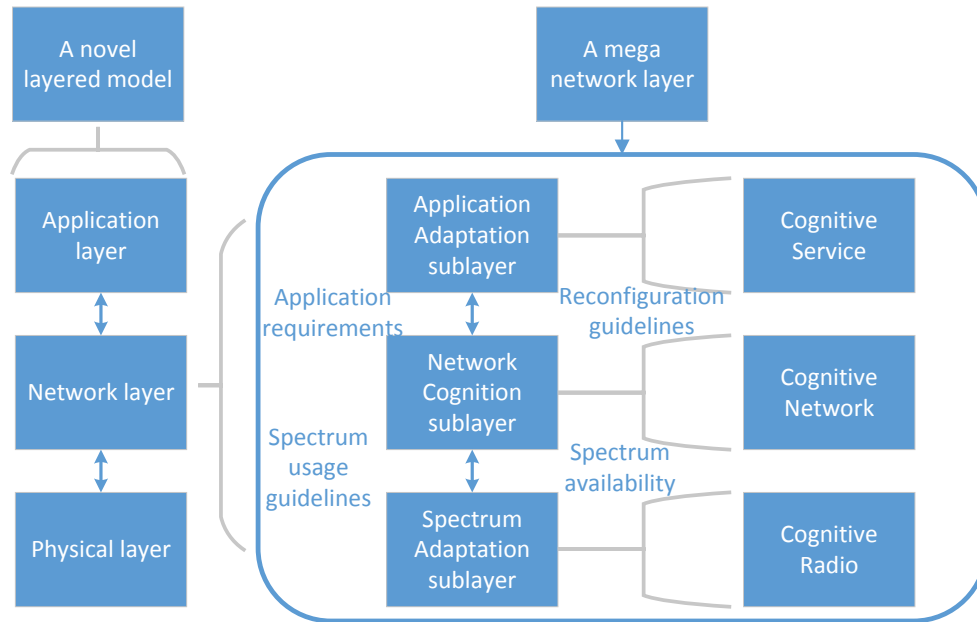 A novel
layered model
A mega
network layer
Application
layer
Application
Adaptation
sublayer
Cognitive
Service
Application
requirements
Reconfiguration
guidelines
Network layer
Network
Cognition
sublayer
Cognitive
Network
Spectrum
usage
guidelines
Spectrum
availability
Physical layer
Spectrum
Adaptation
sublayer
Cognitive
Radio